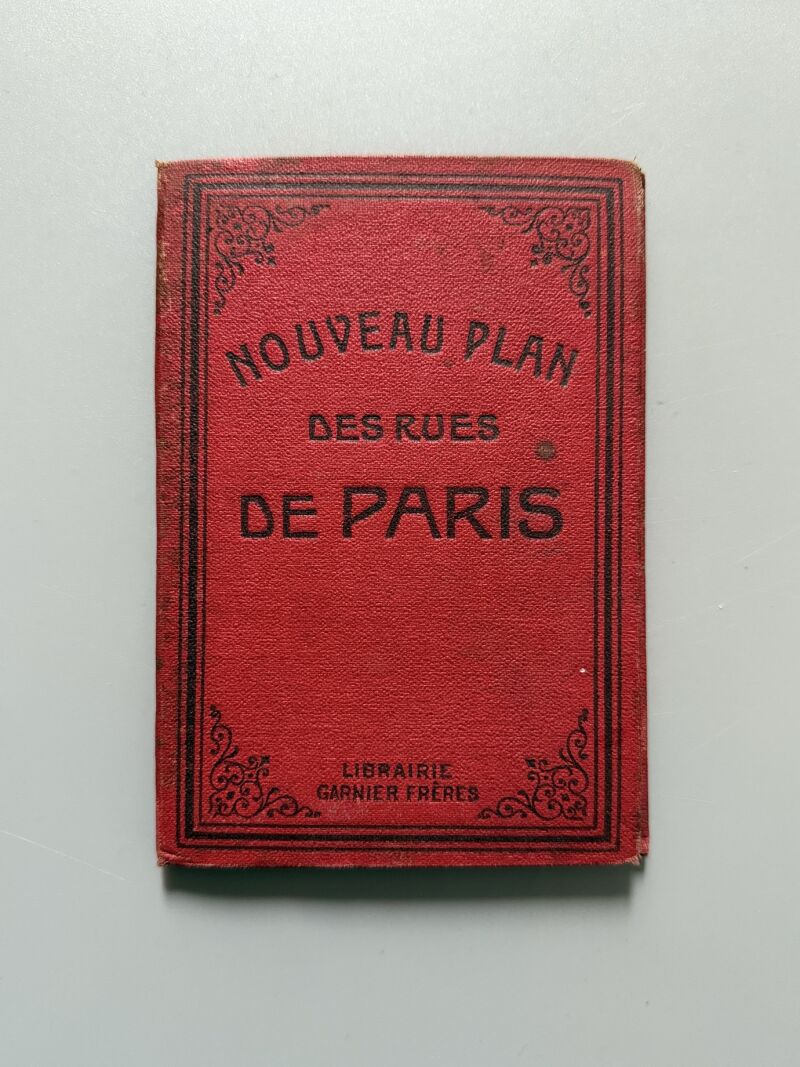 NOUVEAU PLAN
DES RUES
DE PARIS
LIBRAIRIE
GARNIER FRÈRES